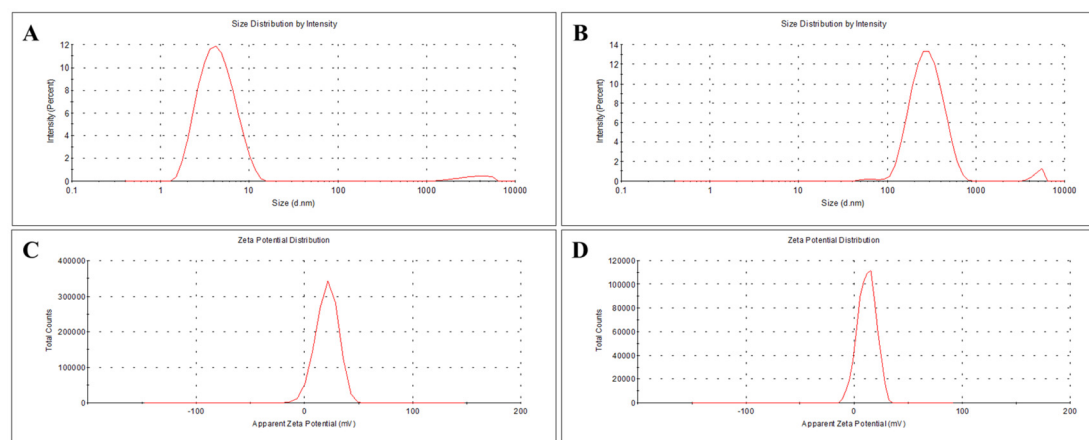 A
Size Distribution by Intensity
Intensity (Percent)
12
10
8
6
4
2
0
0.1 1 10 100 1000 10000
Size (d.nm)
B
Size Distribution by Intensity
Intensity (Percent)
14
12
10
8
6
4
2
0
0.1 1 10 100 1000 10000
Size (d.nm)
C
Zeta Potential Distribution
Total Counts
400000
300000
200000
100000
0
-100 0 100 200
Apparent Zeta Potential (mV)
D
Zeta Potential Distribution
Total Counts
120000
100000
80000
60000
40000
20000
0
-100 0 100 200
Apparent Zeta Potential (mV)